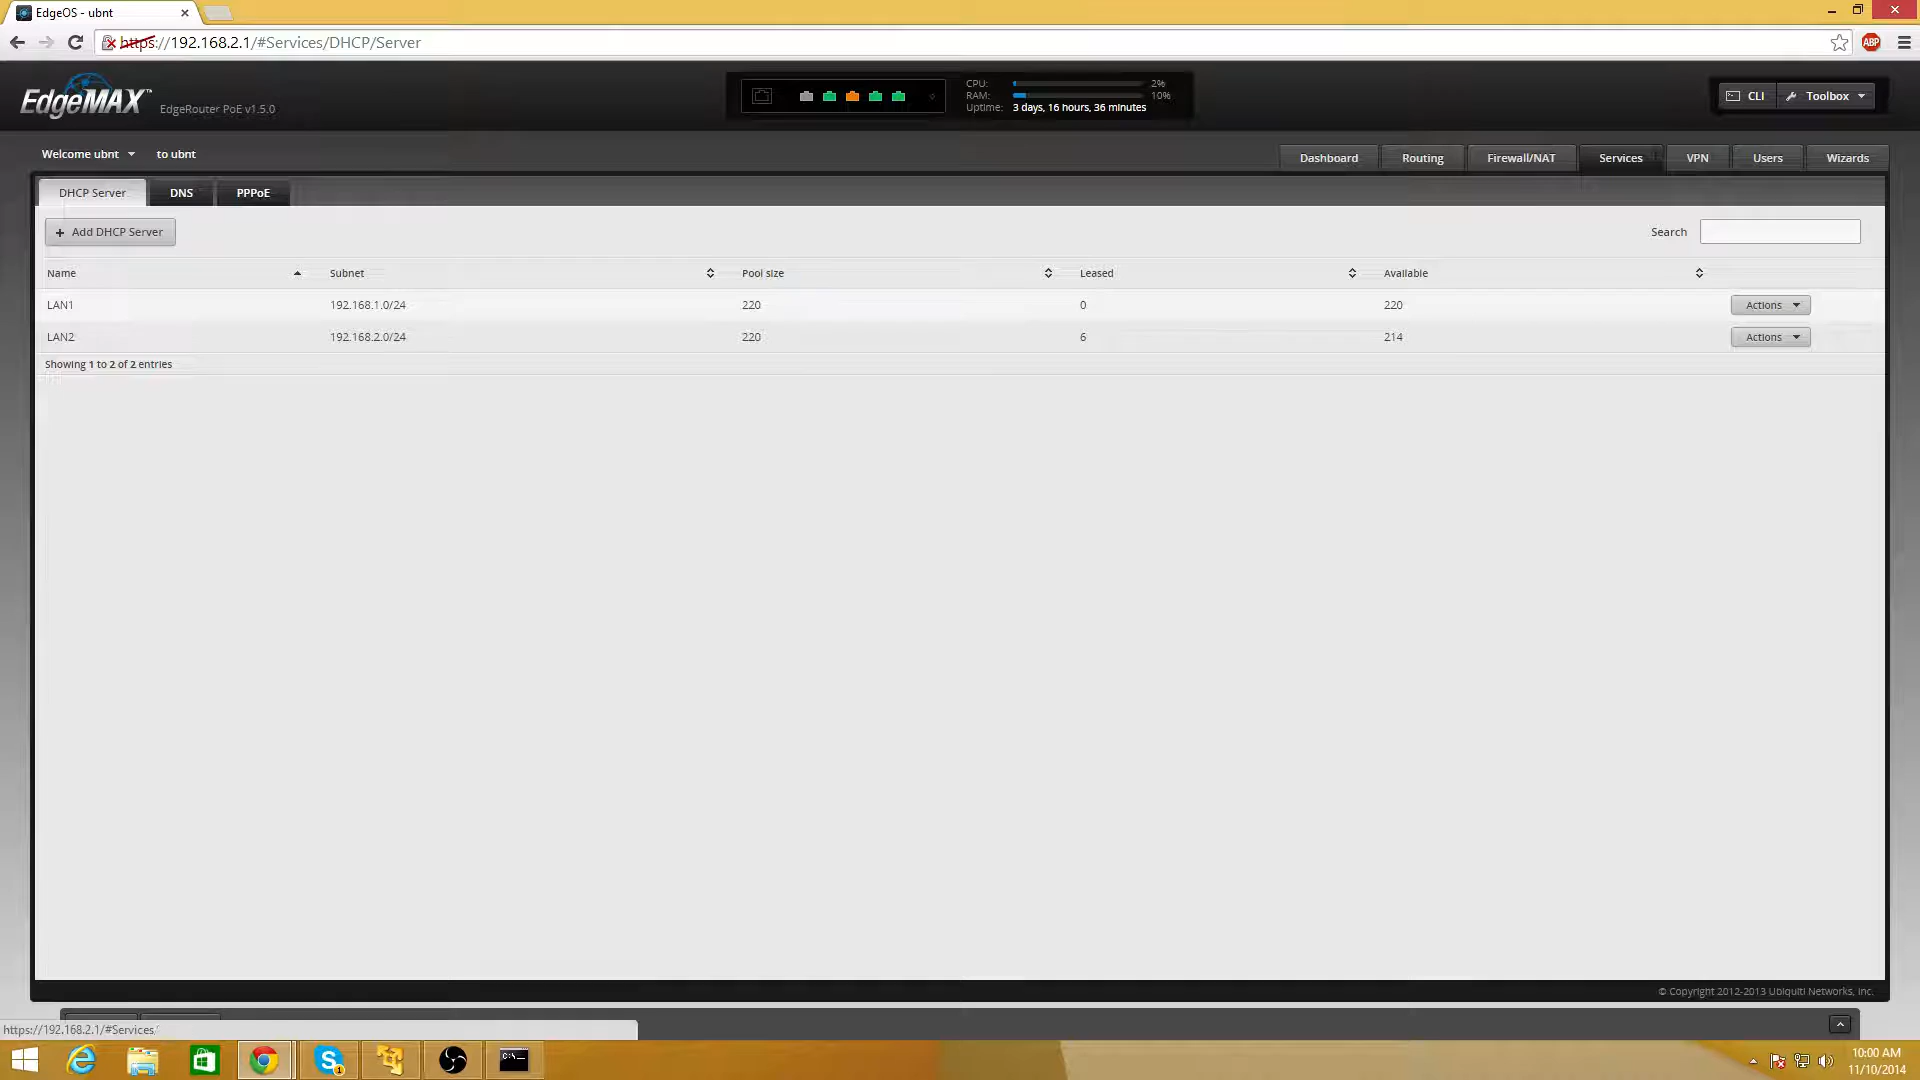 EdgeOS - ubnt
https://192.168.2.1/#Services/DHCP/Server
ABP
EdgeMAX™ EdgeRouter PoE v1.5.0
CPU: 2%
RAM: 10%
Uptime: 3 days, 16 hours, 36 minutes
CLI Toolbox
Welcome ubnt to ubnt
Dashboard Routing Firewall/NAT Services VPN Users Wizards
DHCP Server DNS PPPoE
+ Add DHCP Server Search
Name Subnet Pool size Leased Available
LAN1 192.168.1.0/24 220 0 220 Actions
LAN2 192.168.2.0/24 220 6 214 Actions
Showing 1 to 2 of 2 entries
© Copyright 2012-2013 Ubiquiti Networks, Inc.
https://192.168.2.1/#Services/
10:00 AM
11/10/2014